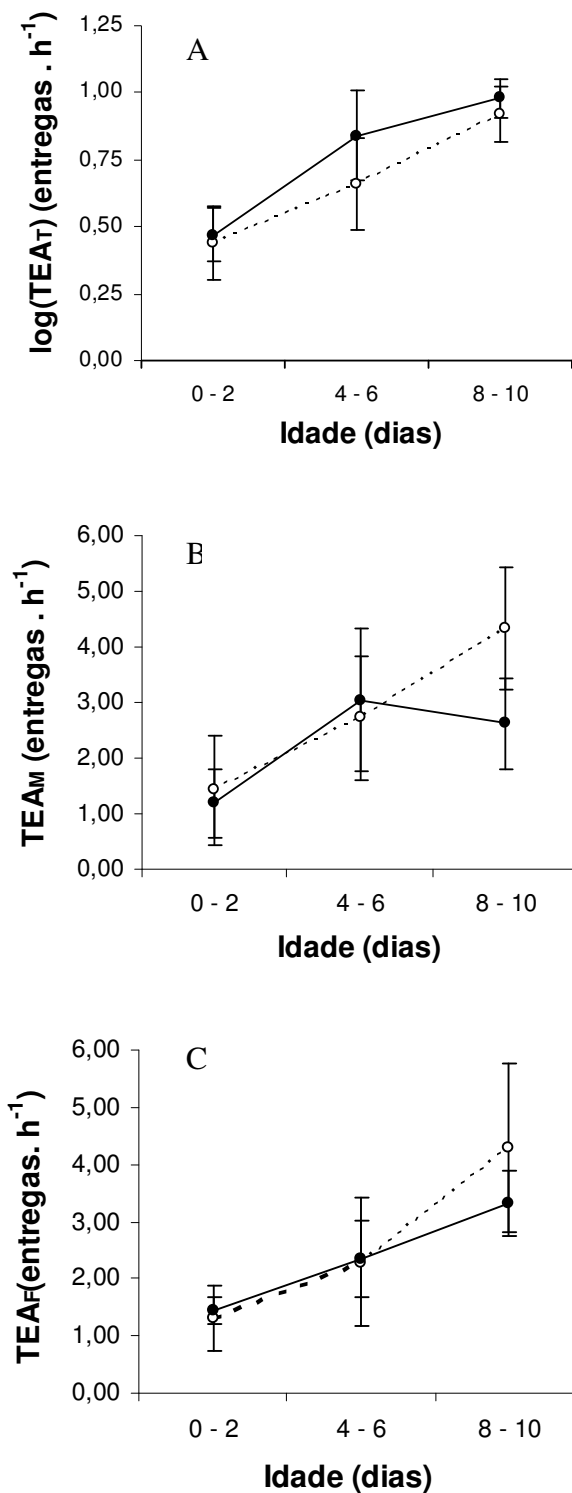 A
1,25
1,00
0,75
0,50
0,25
0,00
log(TEAT) (entregas . h-1)
0 - 2 4 - 6 8 - 10
Idade (dias)
B
6,00
5,00
4,00
3,00
2,00
1,00
0,00
TEAM (entregas . h-1)
0 - 2 4 - 6 8 - 10
Idade (dias)
C
6,00
5,00
4,00
3,00
2,00
1,00
0,00
TEAF(entregas. h-1)
0 - 2 4 - 6 8 - 10
Idade (dias)